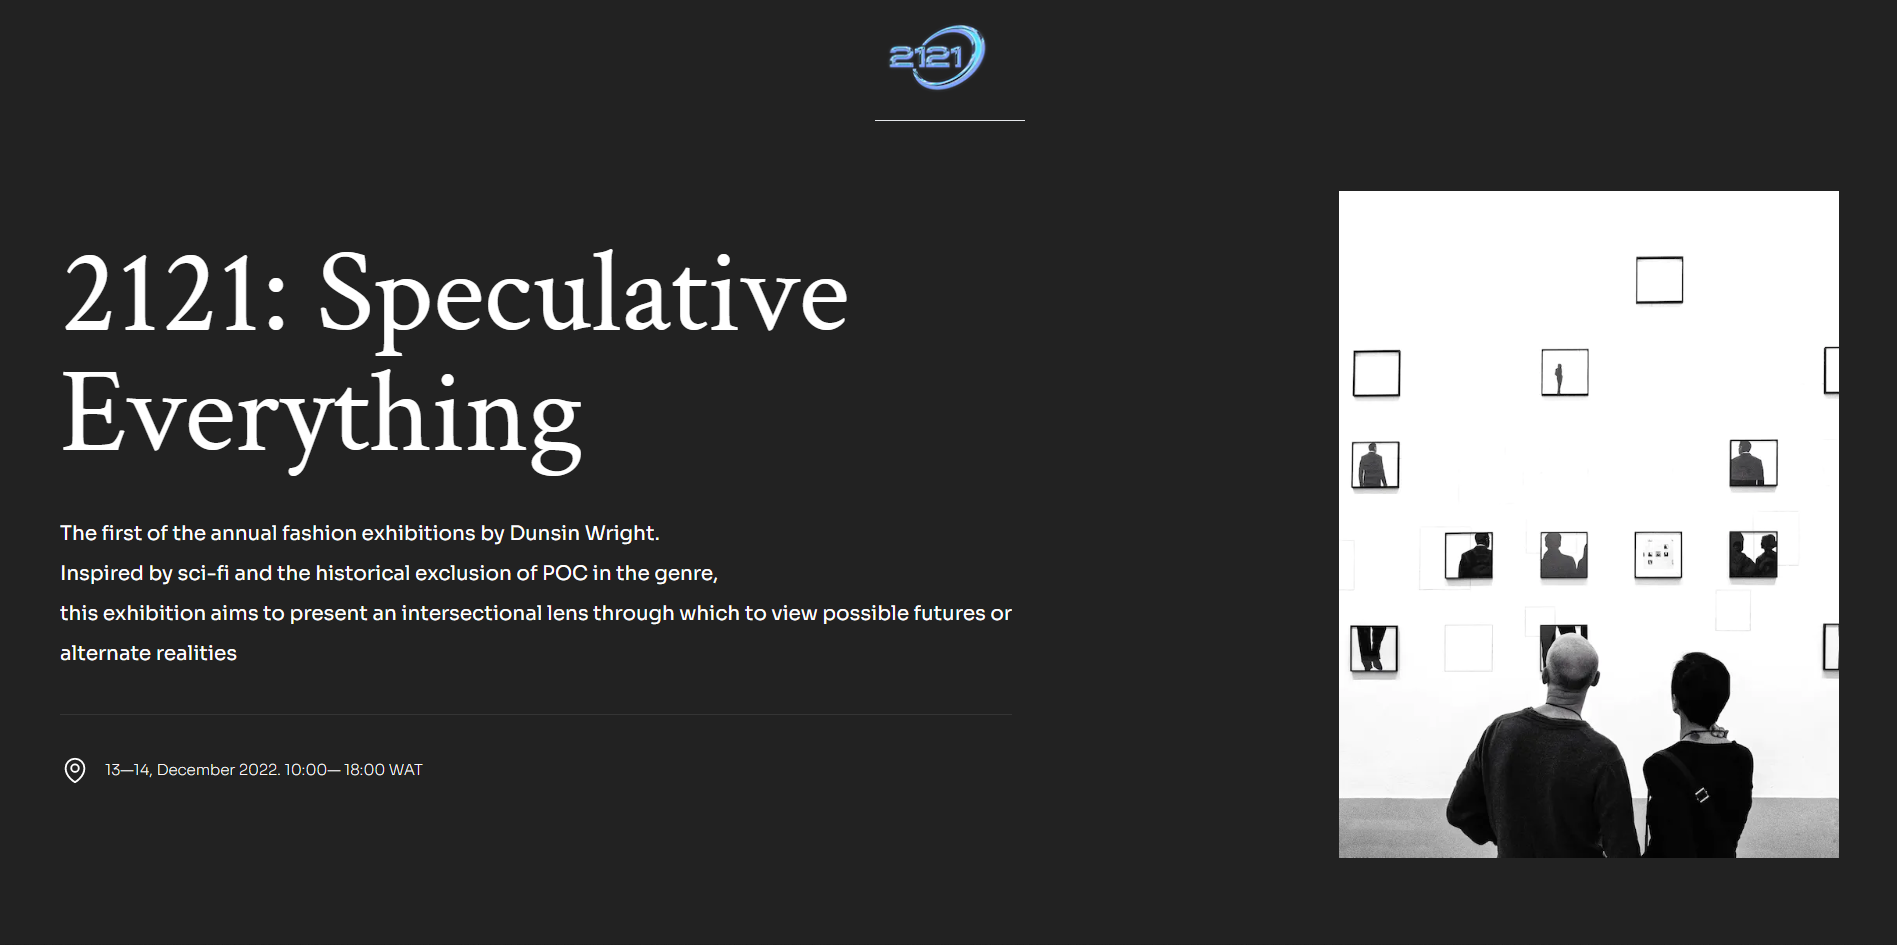 2121
2121: Speculative
Everything
The first of the annual fashion exhibitions by Dunsin Wright.
Inspired by sci-fi and the historical exclusion of POC in the genre,
this exhibition aims to present an intersectional lens through which to view possible futures or
alternate realities
13—14, December 2022. 10:00— 18:00 WAT